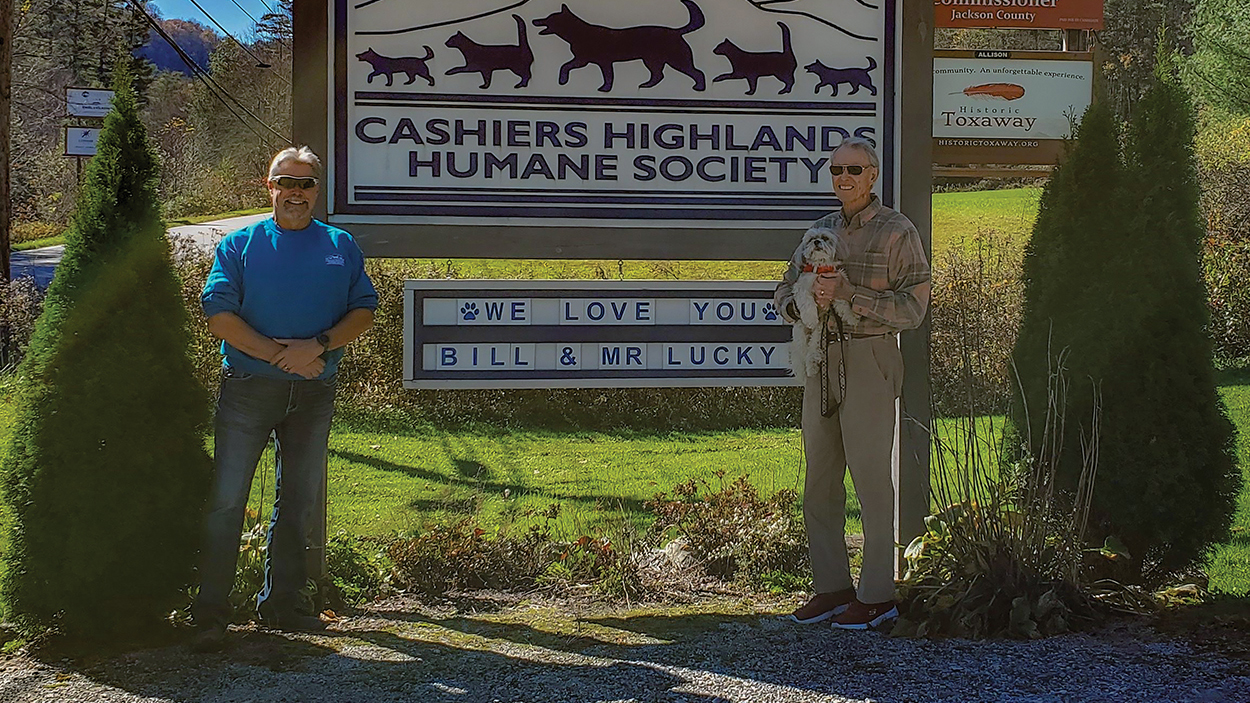 CASHIERS HIGHLANDS
HUMANE SOCIETY
WE LOVE YOU
BILL & MR LUCKY
Commissioner
Jackson County
ALLISON
community. An unforgettable experience.
Historic
Toxaway
HISTORICTOXAWAY.ORG